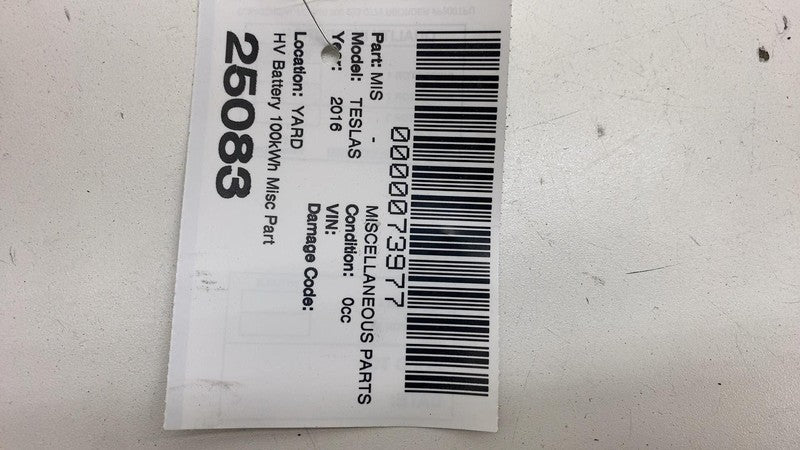 0000073977
Part: MIS - MISCELLANEOUS PARTS
Model: TESLAS Condition: 0cc
Year: 2016 VIN:
Damage Code:
Location: YARD
HV Battery 100kWh Misc Part
25083